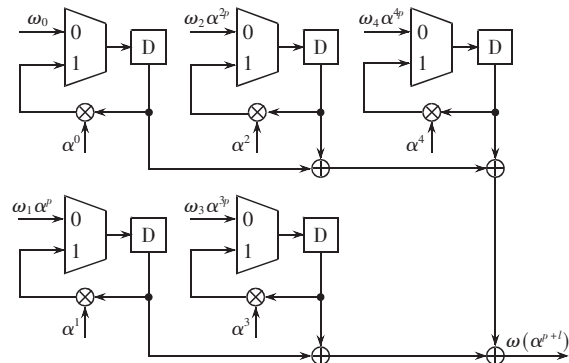 ω₀ ω₂α²ᵖ ω₄α⁴ᵖ
0 D 0 D 0 D
1 1 1
α⁰ α² α⁴
ω₁αᵖ ω₃α³ᵖ
0 D 0 D
1 1
α¹ α³
ω(αᵖ⁺ˡ)